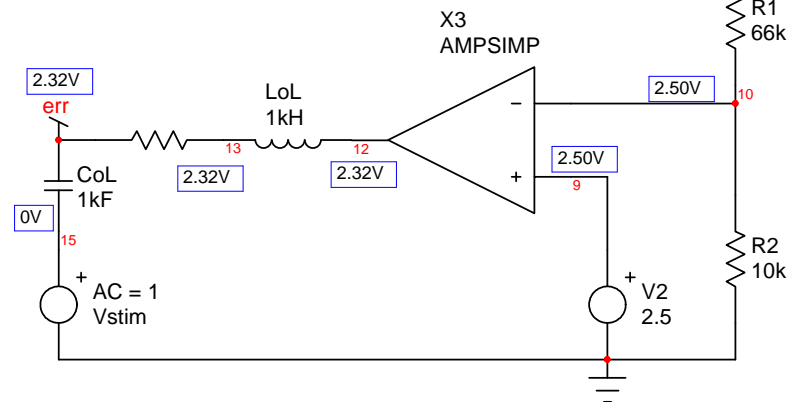 R1
66k
X3
AMPSIMP
2.32V
err
LoL
1kH
2.50V
10
13
12
2.32V
2.32V
CoL
1kF
0V
15
−
+
2.50V
9
R2
10k
+
AC = 1
Vstim
+
V2
2.5